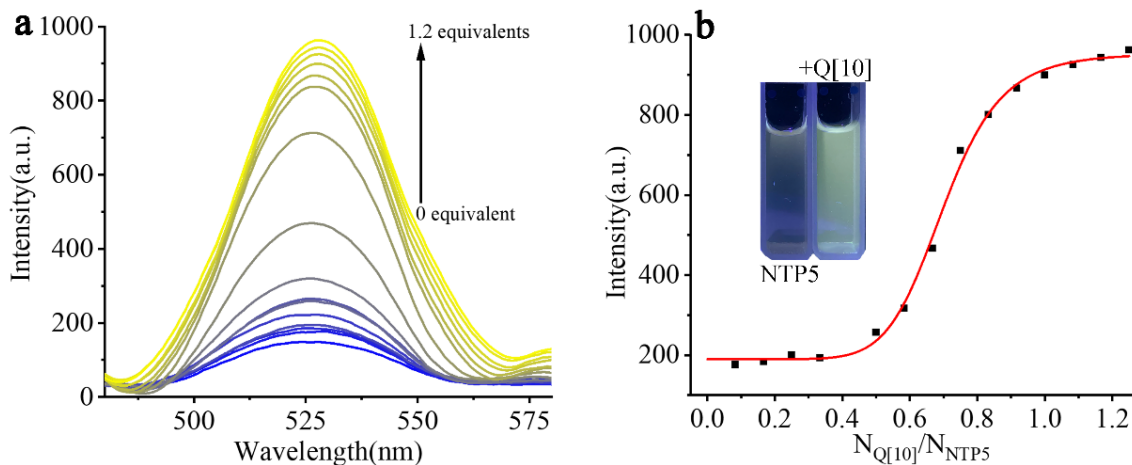 a
1000
800
600
400
200
0
Intensity(a.u.)
1.2 equivalents
0 equivalent
500
525
550
575
Wavelength(nm)
b
1000
800
600
400
200
Intensity(a.u.)
+Q[10]
NTP5
0.0 0.2 0.4 0.6 0.8 1.0 1.2
N_Q[10]/N_NTP5